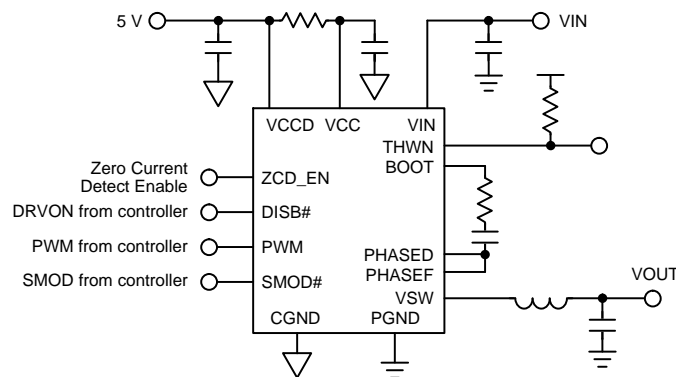 5 V
VIN
VCCD
VCC
VIN
THWN
BOOT
Zero Current
Detect Enable
ZCD_EN
DRVON from controller
DISB#
PWM from controller
PWM
SMOD from controller
SMOD#
PHASED
PHASEF
VSW
VOUT
CGND
PGND